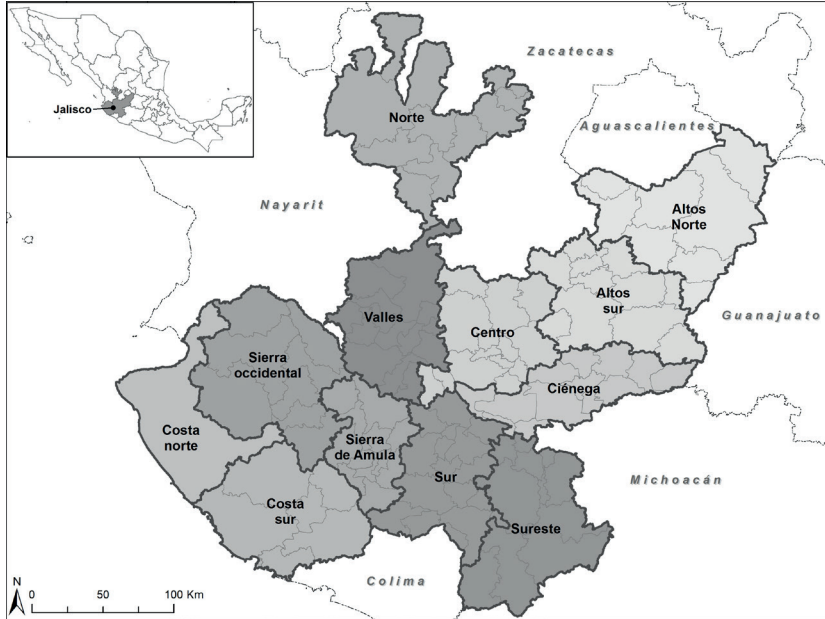 Jalisco
Zacatecas
Norte
Aguascalientes
Nayarit
Altos
Norte
Valles
Altos
sur
Guanajuato
Centro
Sierra
occidental
Ciénega
Costa
norte
Sierra
de Amula
Sur
Michoacán
Costa
sur
Sureste
Colima
N
0 50 100 Km